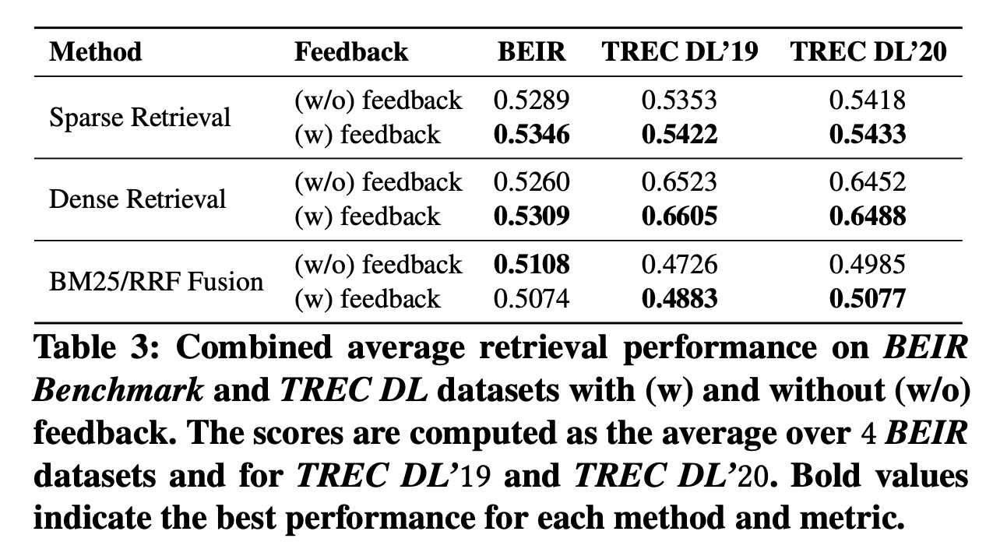 Method Feedback BEIR TREC DL’19 TREC DL’20
Sparse Retrieval (w/o) feedback 0.5289 0.5353 0.5418
(w) feedback 0.5346 0.5422 0.5433
Dense Retrieval (w/o) feedback 0.5260 0.6523 0.6452
(w) feedback 0.5309 0.6605 0.6488
BM25/RRF Fusion (w/o) feedback 0.5108 0.4726 0.4985
(w) feedback 0.5074 0.4883 0.5077
Table 3: Combined average retrieval performance on BEIR
Benchmark and TREC DL datasets with (w) and without (w/o)
feedback. The scores are computed as the average over 4 BEIR
datasets and for TREC DL’19 and TREC DL’20. Bold values
indicate the best performance for each method and metric.